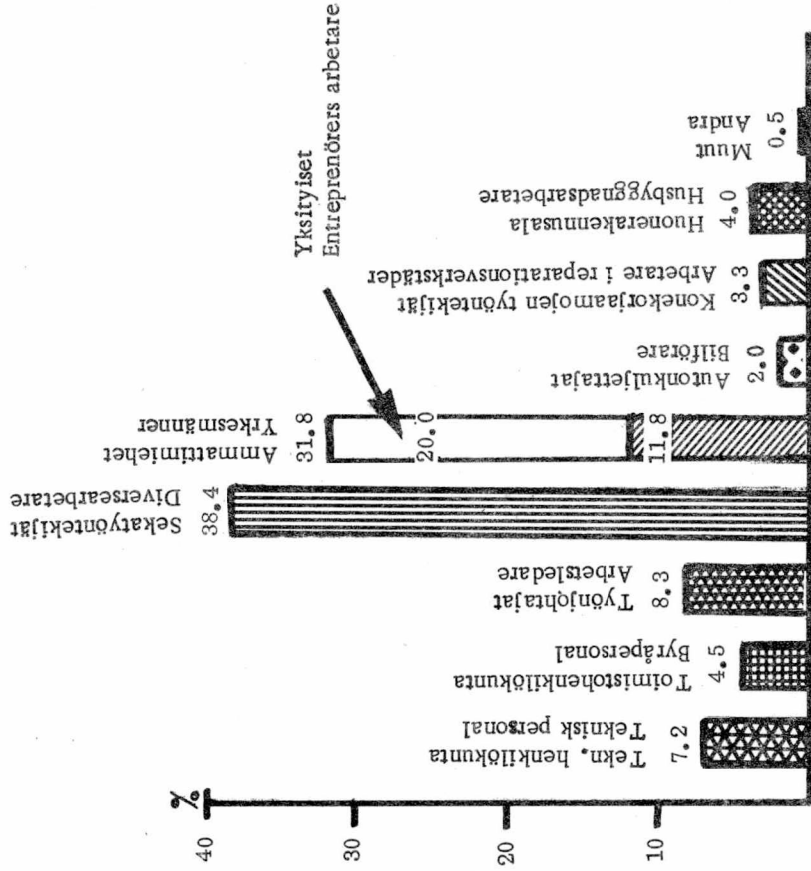 %
40
30
20
10
Tekn. henkilökunta
Teknisk personal
7.2
Toimistohenkilökunta
Byråpersonal
4.5
Työnjohtajat
Arbetsledare
8.3
Sekatyöntekijät
Diversearbetare
38.4
Ammattimiehet
Yrkesmänner
31.8
20.0
11.8
Yksityiset
Entreprenörers arbetare
Autonkuljettajat
Bilförare
2.0
Konekorjaamojen työntekijät
Arbetare i reparationsverkstäder
3.3
Huonerakennusala
Husbyggnadsarbetare
4.0
Muut
Andra
0.5